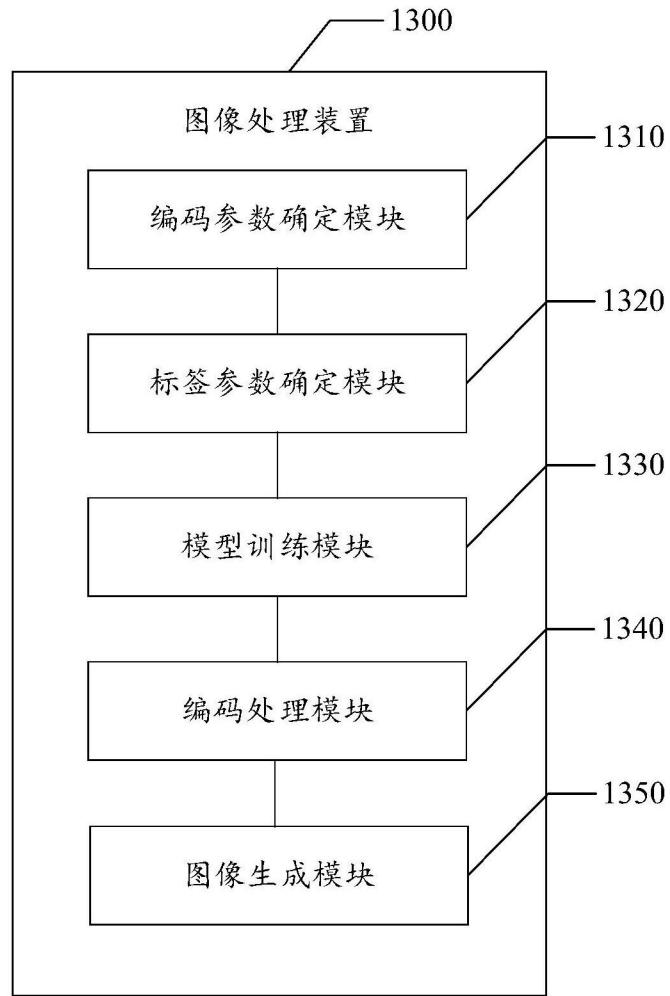 1300
图像处理装置
1310
编码参数确定模块
1320
标签参数确定模块
1330
模型训练模块
1340
编码处理模块
1350
图像生成模块